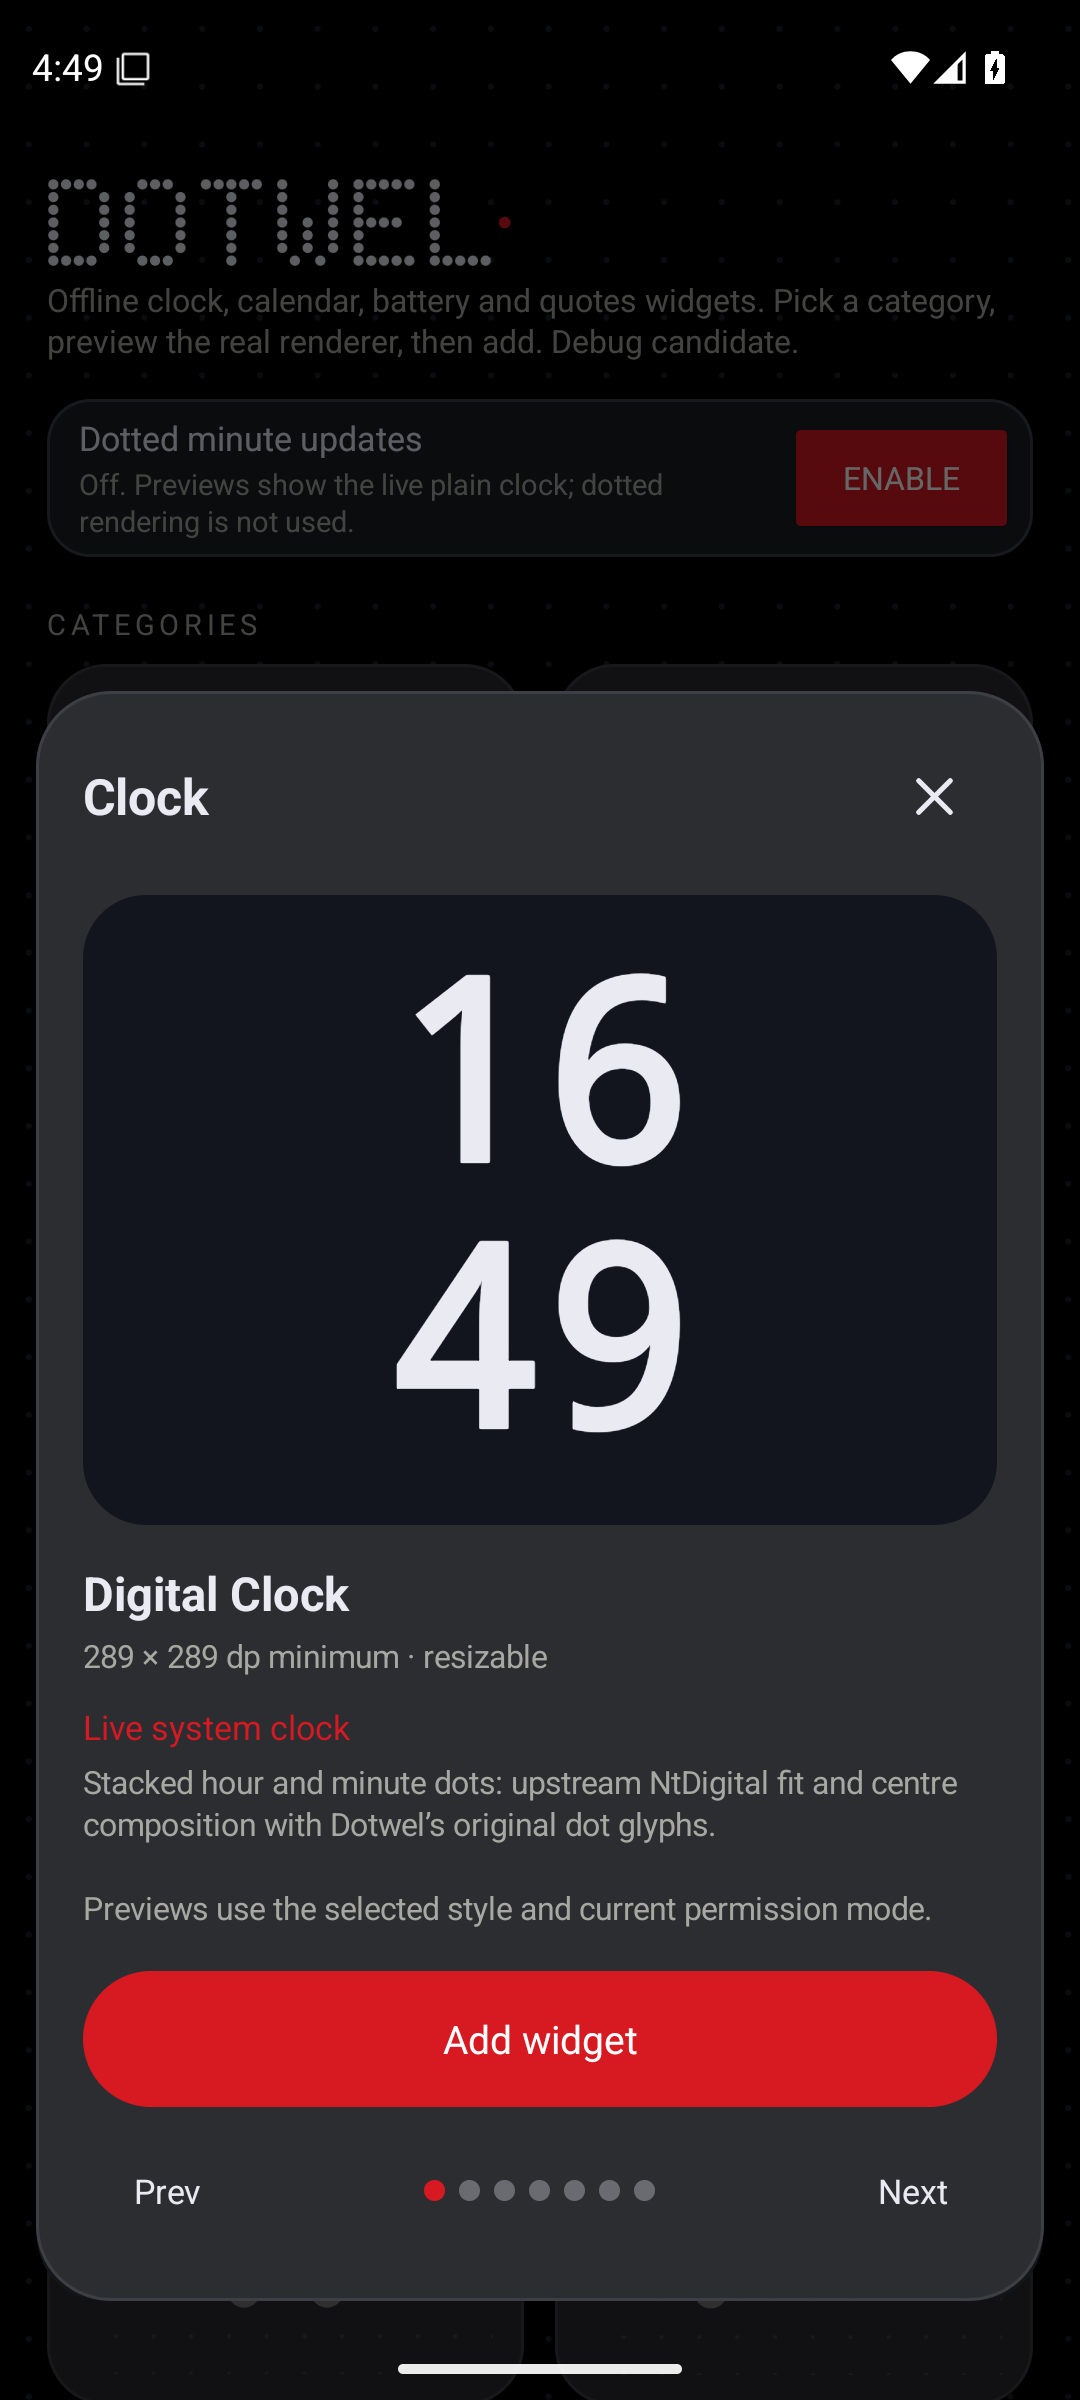 4:49
DOTWEL
Offline clock, calendar, battery and quotes widgets. Pick a category,
preview the real renderer, then add. Debug candidate.
Dotted minute updates
Off. Previews show the live plain clock; dotted
rendering is not used.
ENABLE
CATEGORIES
Clock
16
49
Digital Clock
289 × 289 dp minimum · resizable
Live system clock
Stacked hour and minute dots: upstream NtDigital fit and centre
composition with Dotwel’s original dot glyphs.
Previews use the selected style and current permission mode.
Add widget
Prev
Next